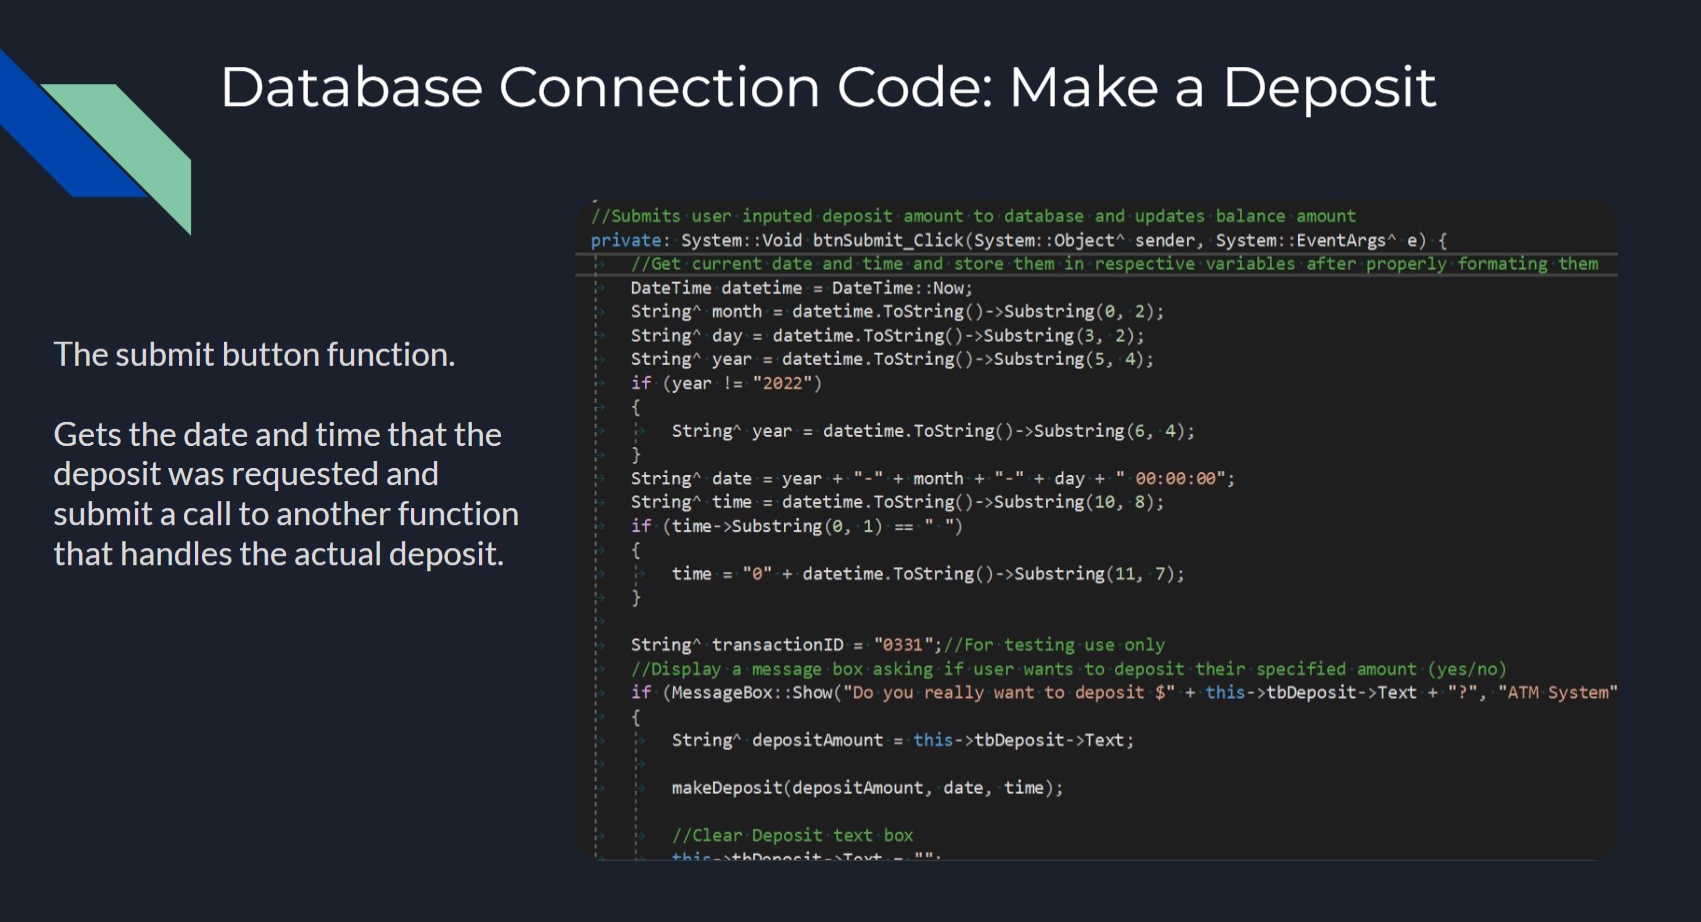 Database Connection Code: Make a Deposit
The submit button function.
Gets the date and time that the
deposit was requested and
submit a call to another function
that handles the actual deposit.
//Submits user inputed deposit amount to database and updates balance amount
private: System::Void btnSubmit_Click(System::Object^ sender, System::EventArgs^ e) {
//Get current date and time and store them in respective variables after properly formating them
DateTime datetime = DateTime::Now;
String^ month = datetime.ToString()->Substring(0, 2);
String^ day = datetime.ToString()->Substring(3, 2);
String^ year = datetime.ToString()->Substring(5, 4);
if (year != "2022")
{
String^ year = datetime.ToString()->Substring(6, 4);
}
String^ date = year + "-" + month + "-" + day + " 00:00:00";
String^ time = datetime.ToString()->Substring(10, 8);
if (time->Substring(0, 1) == " ")
{
time = "0" + datetime.ToString()->Substring(11, 7);
}
String^ transactionID = "0331";//For testing use only
//Display a message box asking if user wants to deposit their specified amount (yes/no)
if (MessageBox::Show("Do you really want to deposit $" + this->tbDeposit->Text + "?", "ATM System"
{
String^ depositAmount = this->tbDeposit->Text;
makeDeposit(depositAmount, date, time);
//Clear Deposit text box
this->tbDeposit->Text = "";